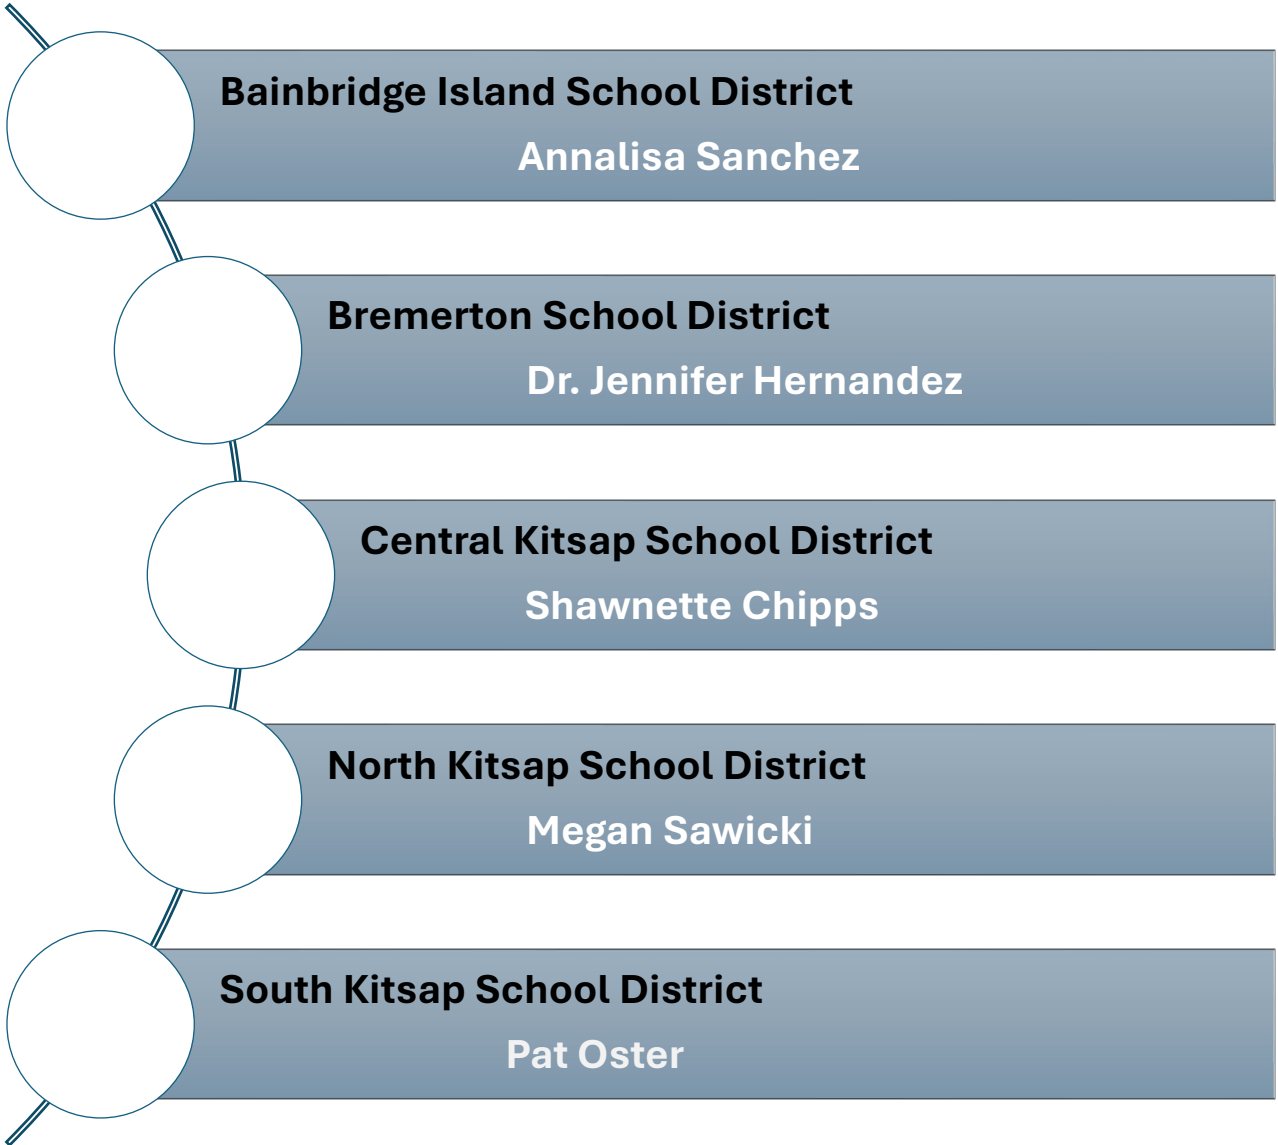 Bainbridge Island School District
Annalisa Sanchez
Bremerton School District
Dr. Jennifer Hernandez
Central Kitsap School District
Shawnette Chipps
North Kitsap School District
Megan Sawicki
South Kitsap School District
Pat Oster